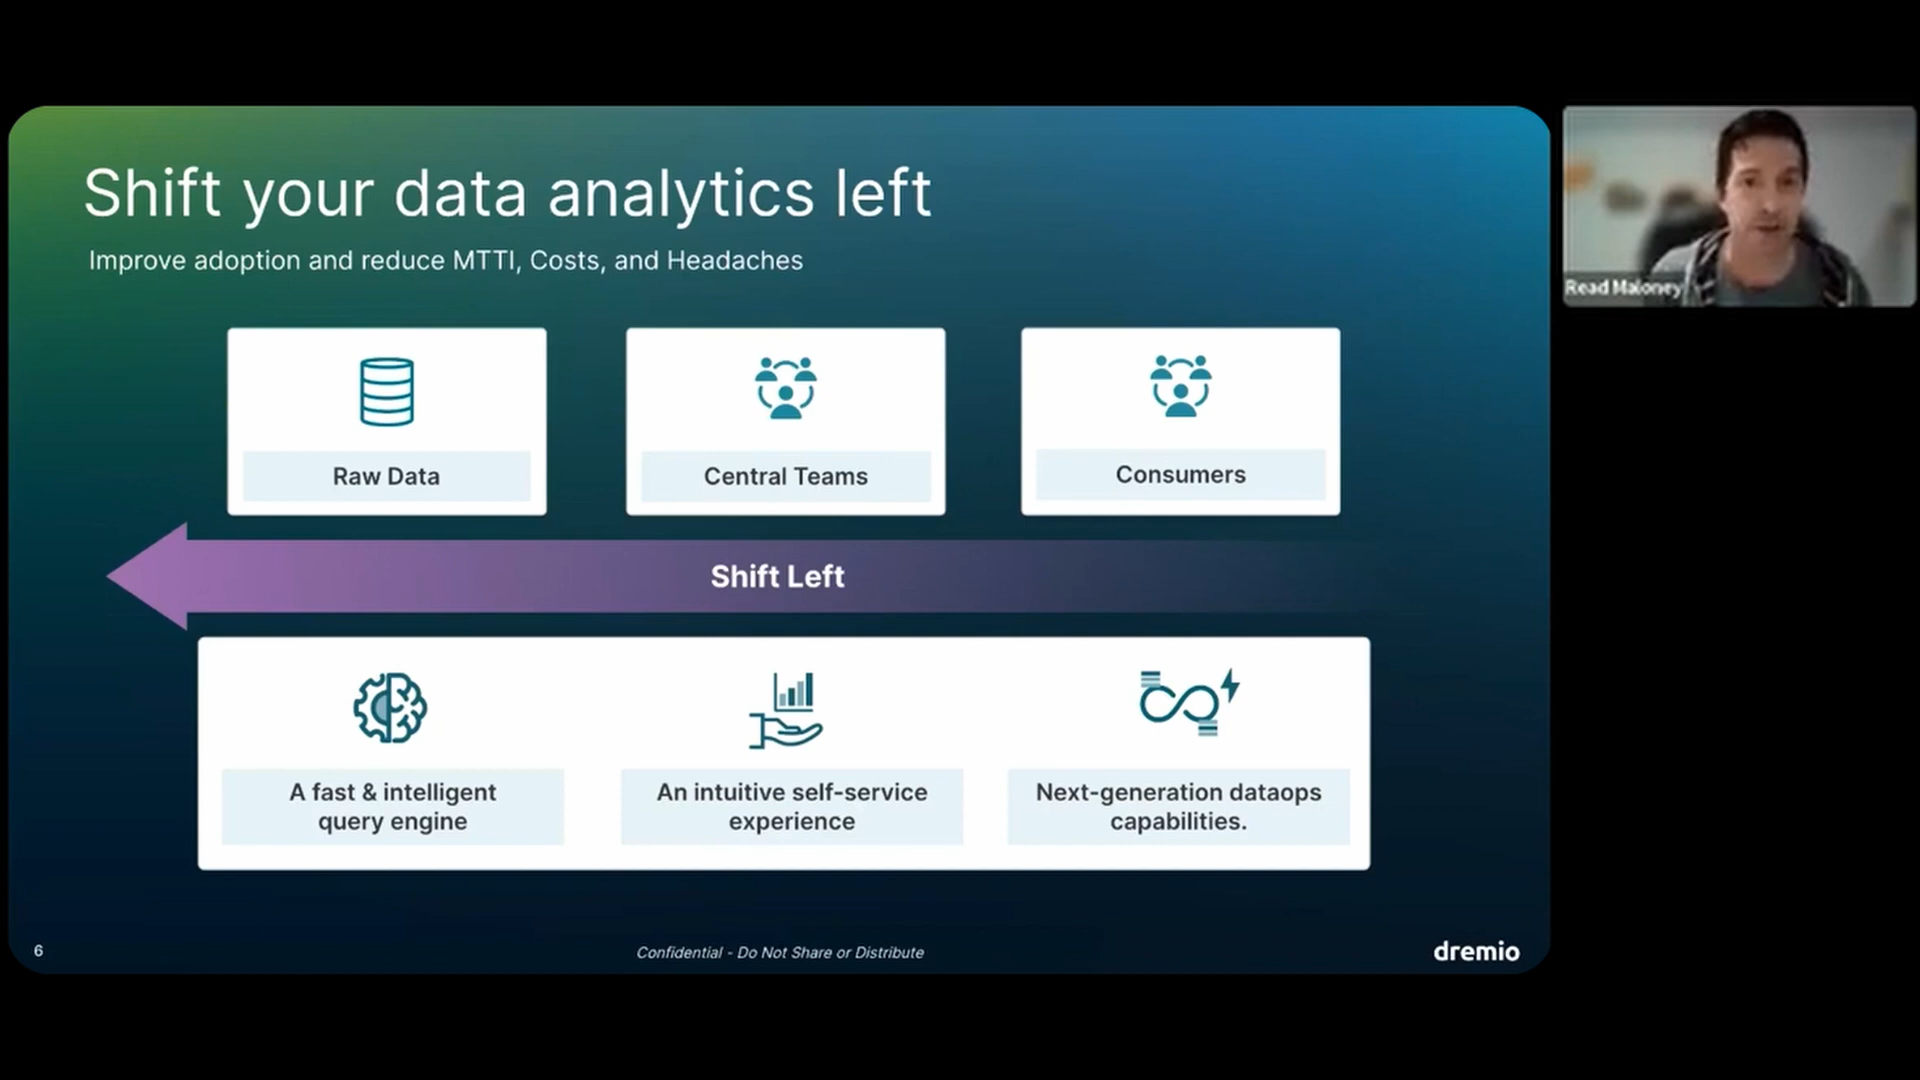 Shift your data analytics left
Improve adoption and reduce MTTI, Costs, and Headaches
Raw Data
Central Teams
Consumers
Shift Left
A fast & intelligent
query engine
An intuitive self-service
experience
Next-generation dataops
capabilities.
6
Confidential - Do Not Share or Distribute
dremio
Read Maloney